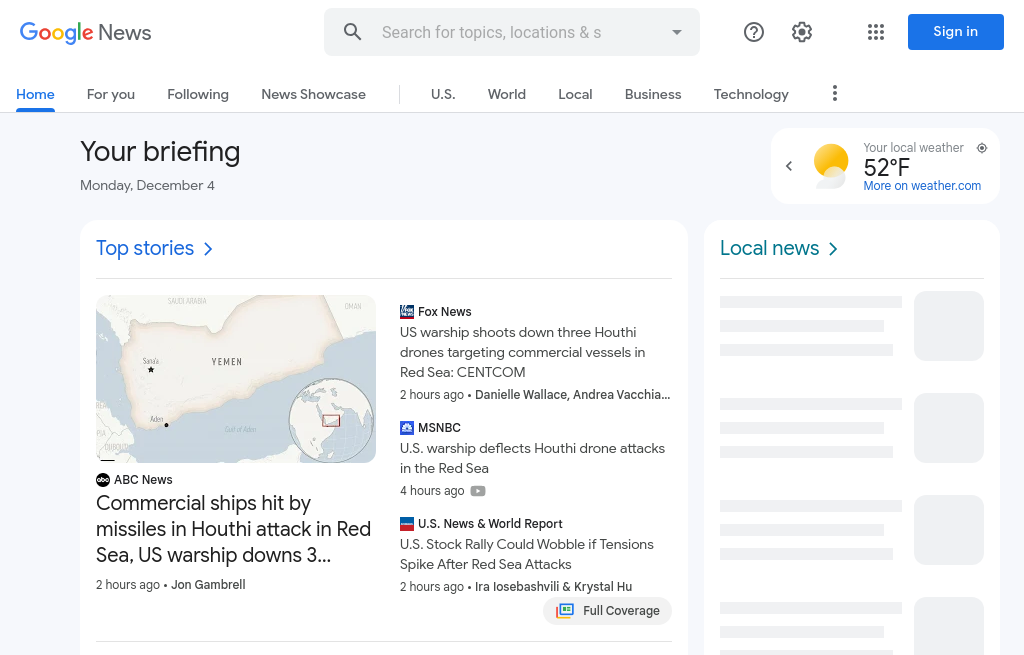 Google News
Search for topics, locations & s
Sign in
Home
For you
Following
News Showcase
U.S.
World
Local
Business
Technology
Your briefing
Monday, December 4
Your local weather
52°F
More on weather.com
Top stories
Local news
SAUDI ARABIA
OMAN
YEMEN
Sana'a
Aden
Gulf of Aden
abc ABC News
Commercial ships hit by
missiles in Houthi attack in Red
Sea, US warship downs 3...
2 hours ago • Jon Gambrell
Fox News
US warship shoots down three Houthi
drones targeting commercial vessels in
Red Sea: CENTCOM
2 hours ago • Danielle Wallace, Andrea Vacchia...
MSNBC
U.S. warship deflects Houthi drone attacks
in the Red Sea
4 hours ago
U.S. News & World Report
U.S. Stock Rally Could Wobble if Tensions
Spike After Red Sea Attacks
2 hours ago • Ira Iosebashvili & Krystal Hu
Full Coverage